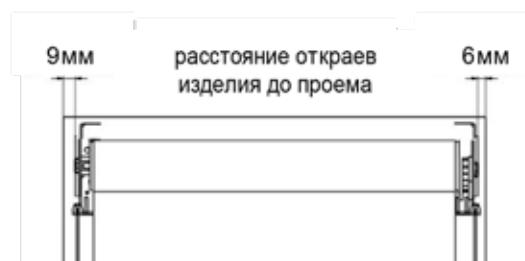 9мм
расстояние откраев
изделия до проема
6мм